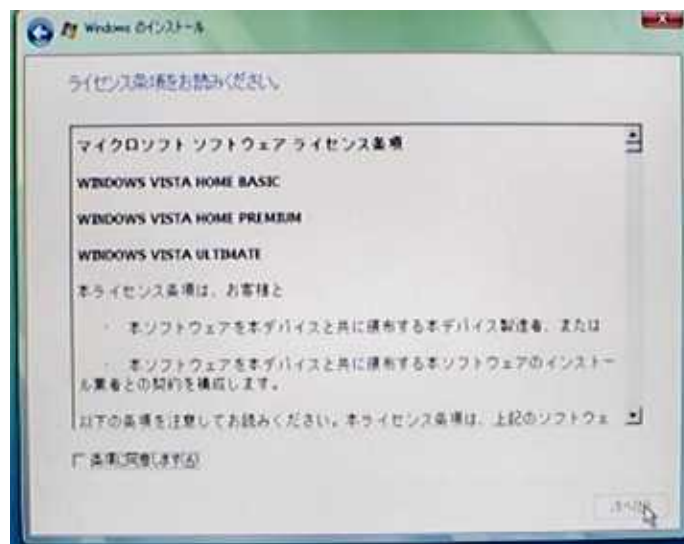 Windows のインストール
ライセンス条項をお読みください。
マイクロソフト ソフトウェア ライセンス条項
WINDOWS VISTA HOME BASIC
WINDOWS VISTA HOME PREMIUM
WINDOWS VISTA ULTIMATE
本ライセンス条項は、お客様と
· 本ソフトウェアを本デバイスと共に頒布する本デバイス製造者、または
· 本ソフトウェアを本デバイスと共に頒布する本ソフトウェアのインストー
ル業者との契約を構成します。
以下の条項を注意してお読みください。本ライセンス条項は、上記のソフトウェ
条項に同意します(A)